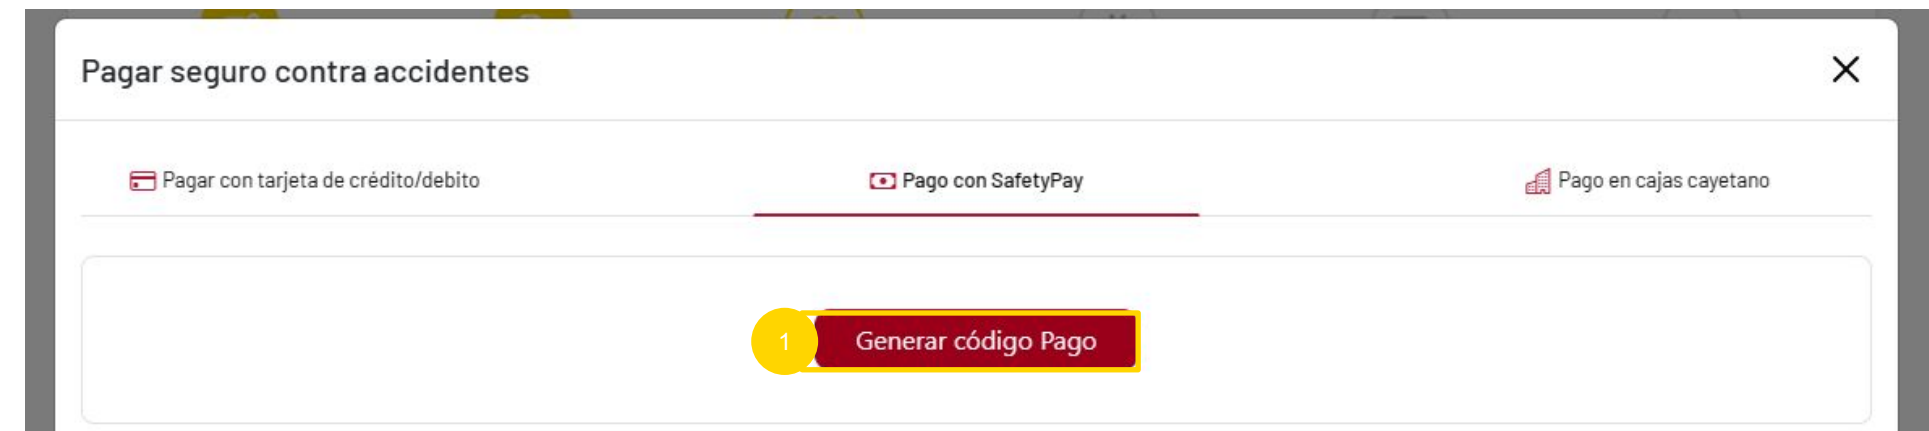 Pagar seguro contra accidentes
Pagar con tarjeta de crédito/debito
Pago con SafetyPay
Pago en cajas cayetano
1
Generar código Pago